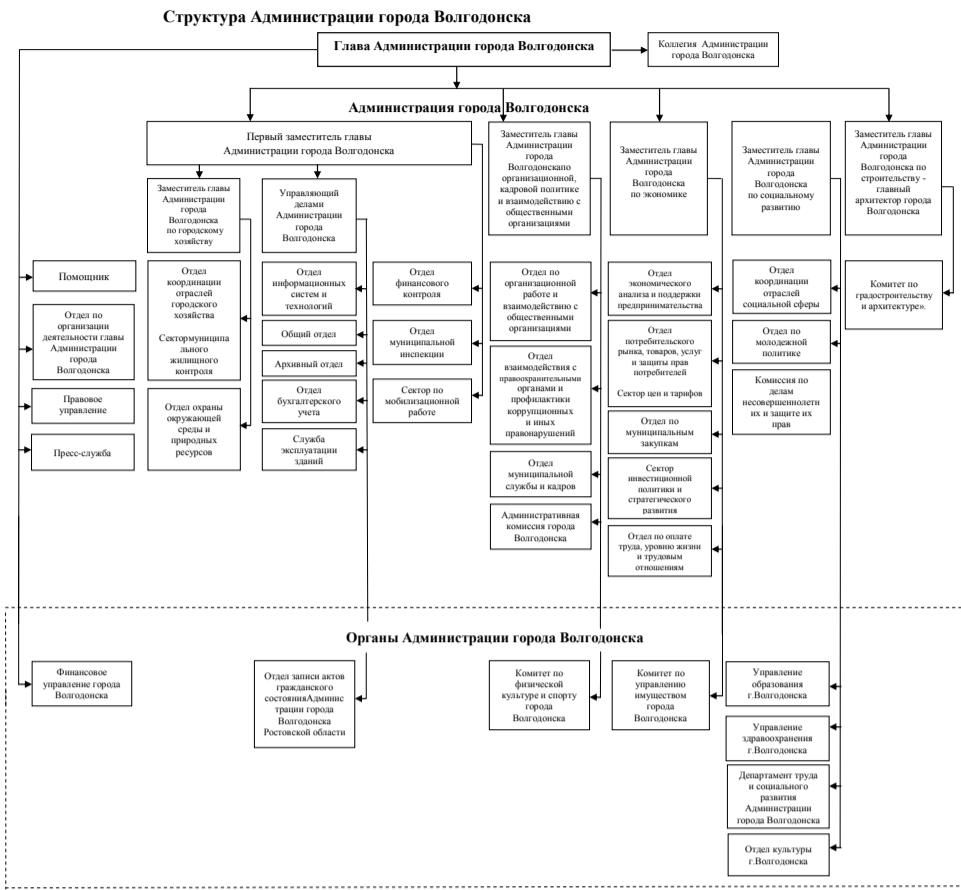 Структура Администрации города Волгодонска
Глава Администрации города Волгодонска
Коллегия Администрации
города Волгодонска
Администрация города Волгодонска
Первый заместитель главы
Администрации города Волгодонска
Заместитель главы
Администрации
города
Волгодонскапо
организационной,
кадровой политике
и взаимодействию с
общественными
организациями
Заместитель главы
Администрации
города
Волгодонска
по экономике
Заместитель главы
Администрации
города
Волгодонска
по социальному
развитию
Заместитель главы
Администрации
города
Волгодонска по
строительству -
главный
архитектор города
Волгодонска
Заместитель главы
Администрации
города
Волгодонска
по городскому
хозяйству
Управляющий
делами
Администрации
города
Волгодонска
Помощник
Отдел по
организации
деятельности главы
Администрации
города
Волгодонска
Правовое
управление
Пресс-служба
Отдел
координации
отраслей
городского
хозяйства
Сектормуниципа
льного
жилищного
контроля
Отдел охраны
окружающей
среды и
природных
ресурсов
Отдел
информационных
систем и
технологий
Общий отдел
Архивный отдел
Отдел
бухгалтерского
учета
Служба
эксплуатации
зданий
Отдел
финансового
контроля
Отдел
муниципальной
инспекции
Сектор по
мобилизационной
работе
Отдел по
организационной
работе и
взаимодействию с
общественными
организациями
Отдел
взаимодействия с
правоохранительными
органами и
профилактики
коррупционных
и иных
правонарушений
Отдел
муниципальной
службы и кадров
Административная
комиссия города
Волгодонска
Отдел
экономического
анализа и поддержки
предпринимательства
Отдел
потребительского
рынка, товаров, услуг
и защиты прав
потребителей
Сектор цен и тарифов
Отдел по
муниципальным
закупкам
Сектор
инвестиционной
политики и
стратегического
развития
Отдел по оплате
труда, уровню жизни
и трудовым
отношениям
Отдел
координации
отраслей
социальной сферы
Отдел по
молодежной
политике
Комиссия по
делам
несовершеннолетн
их и защите их
прав
Комитет по
градостроительству
и архитектуре».
Органы Администрации города Волгодонска
Финансовое
управление города
Волгодонска
Отдел записи актов
гражданского
состоянияАдминис
трации города
Волгодонска
Ростовской области
Комитет по
физической
культуре и спорту
города
Волгодонска
Комитет по
управлению
имуществом
города
Волгодонска
Управление
образования
г.Волгодонска
Управление
здравоохранения
г.Волгодонска
Департамент труда
и социального
развития
Администрации
города Волгодонска
Отдел культуры
г.Волгодонска